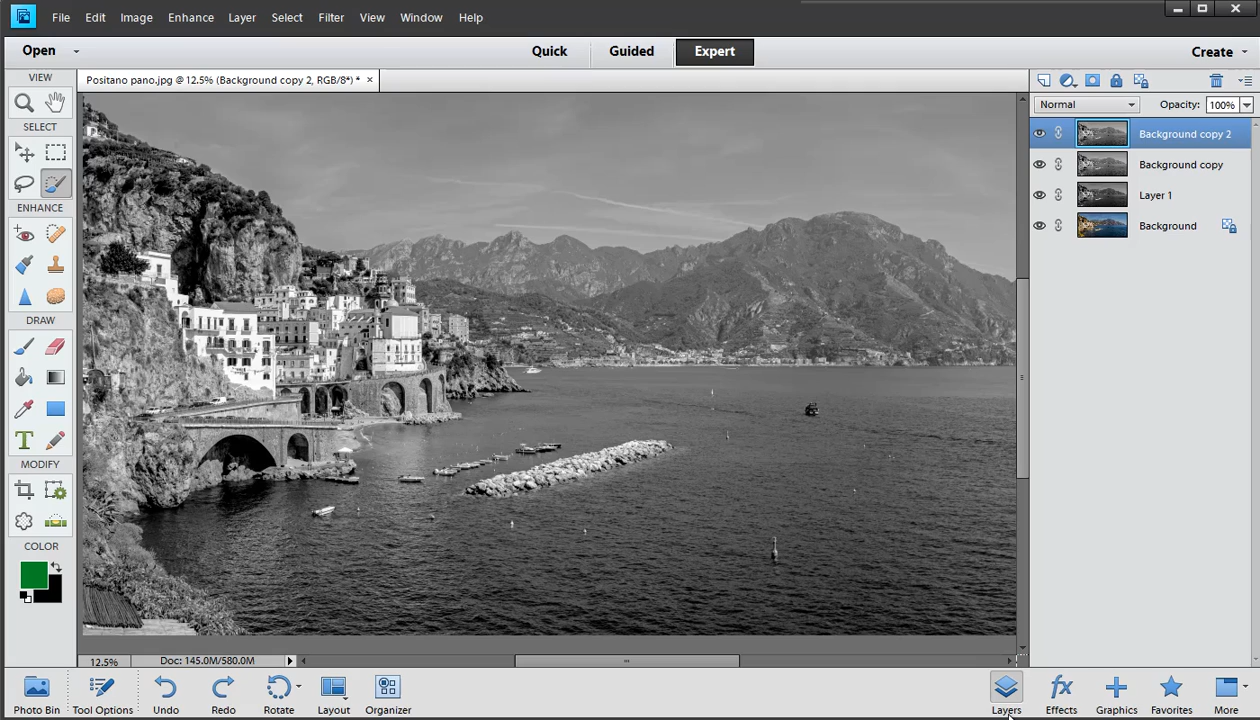 File Edit Image Enhance Layer Select Filter View Window Help
Open Quick Guided Expert Create
VIEW
Positano pano.jpg @ 12.5% (Background copy 2, RGB/8*) *
Normal Opacity: 100%
SELECT
Background copy 2
Background copy
Layer 1
ENHANCE
Background
DRAW
T
MODIFY
COLOR
12.5% Doc: 145.0M/580.0M
fx
Photo Bin Tool Options Undo Redo Rotate Layout Organizer Layers Effects Graphics Favorites More